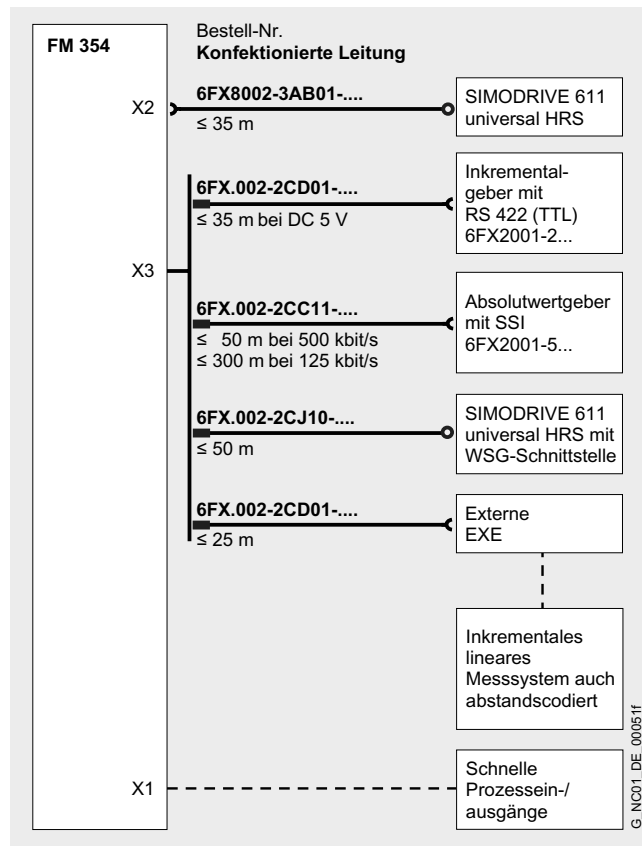 FM 354
Bestell-Nr.
Konfektionierte Leitung
X2
6FX8002-3AB01-....
≤ 35 m
SIMODRIVE 611
universal HRS
X3
6FX.002-2CD01-....
≤ 35 m bei DC 5 V
Inkremental-
geber mit
RS 422 (TTL)
6FX2001-2...
6FX.002-2CC11-....
≤ 50 m bei 500 kbit/s
≤ 300 m bei 125 kbit/s
Absolutwertgeber
mit SSI
6FX2001-5...
6FX.002-2CJ10-....
≤ 50 m
SIMODRIVE 611
universal HRS mit
WSG-Schnittstelle
6FX.002-2CD01-....
≤ 25 m
Externe
EXE
Inkrementales
lineares
Messsystem auch
abstandscodiert
X1
Schnelle
Prozessein-/
ausgänge
G_NC01_DE_00051f